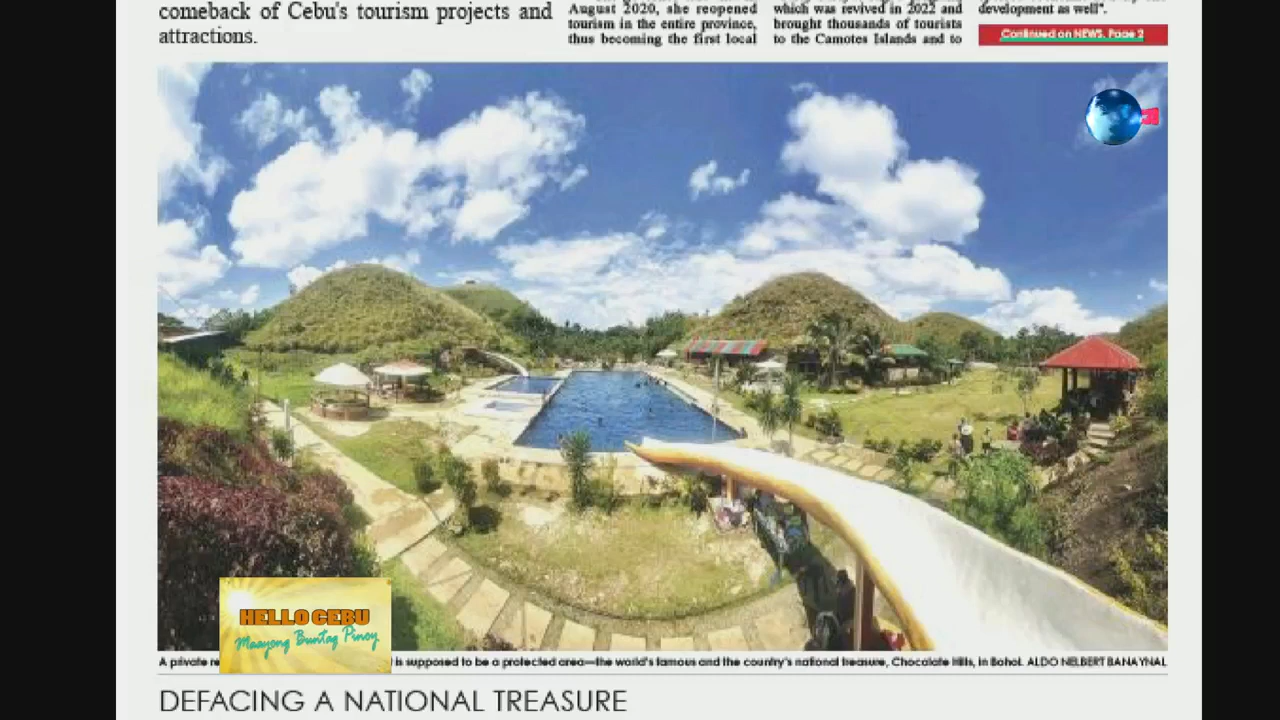 comeback of Cebu's tourism projects and
attractions.
August 2020, she reopened
tourism in the entire province,
thus becoming the first local
which was revived in 2022 and
brought thousands of tourists
to the Camotes Islands and to
development as well".
Continued on NEWS, Page 2
HELLO CEBU
Maayong Buntag Pinoy
A private re
is supposed to be a protected area—the world's famous and the country's national treasure, Chocolate Hills, in Bohol. ALDO NELBERT BANAYNAL
DEFACING A NATIONAL TREASURE